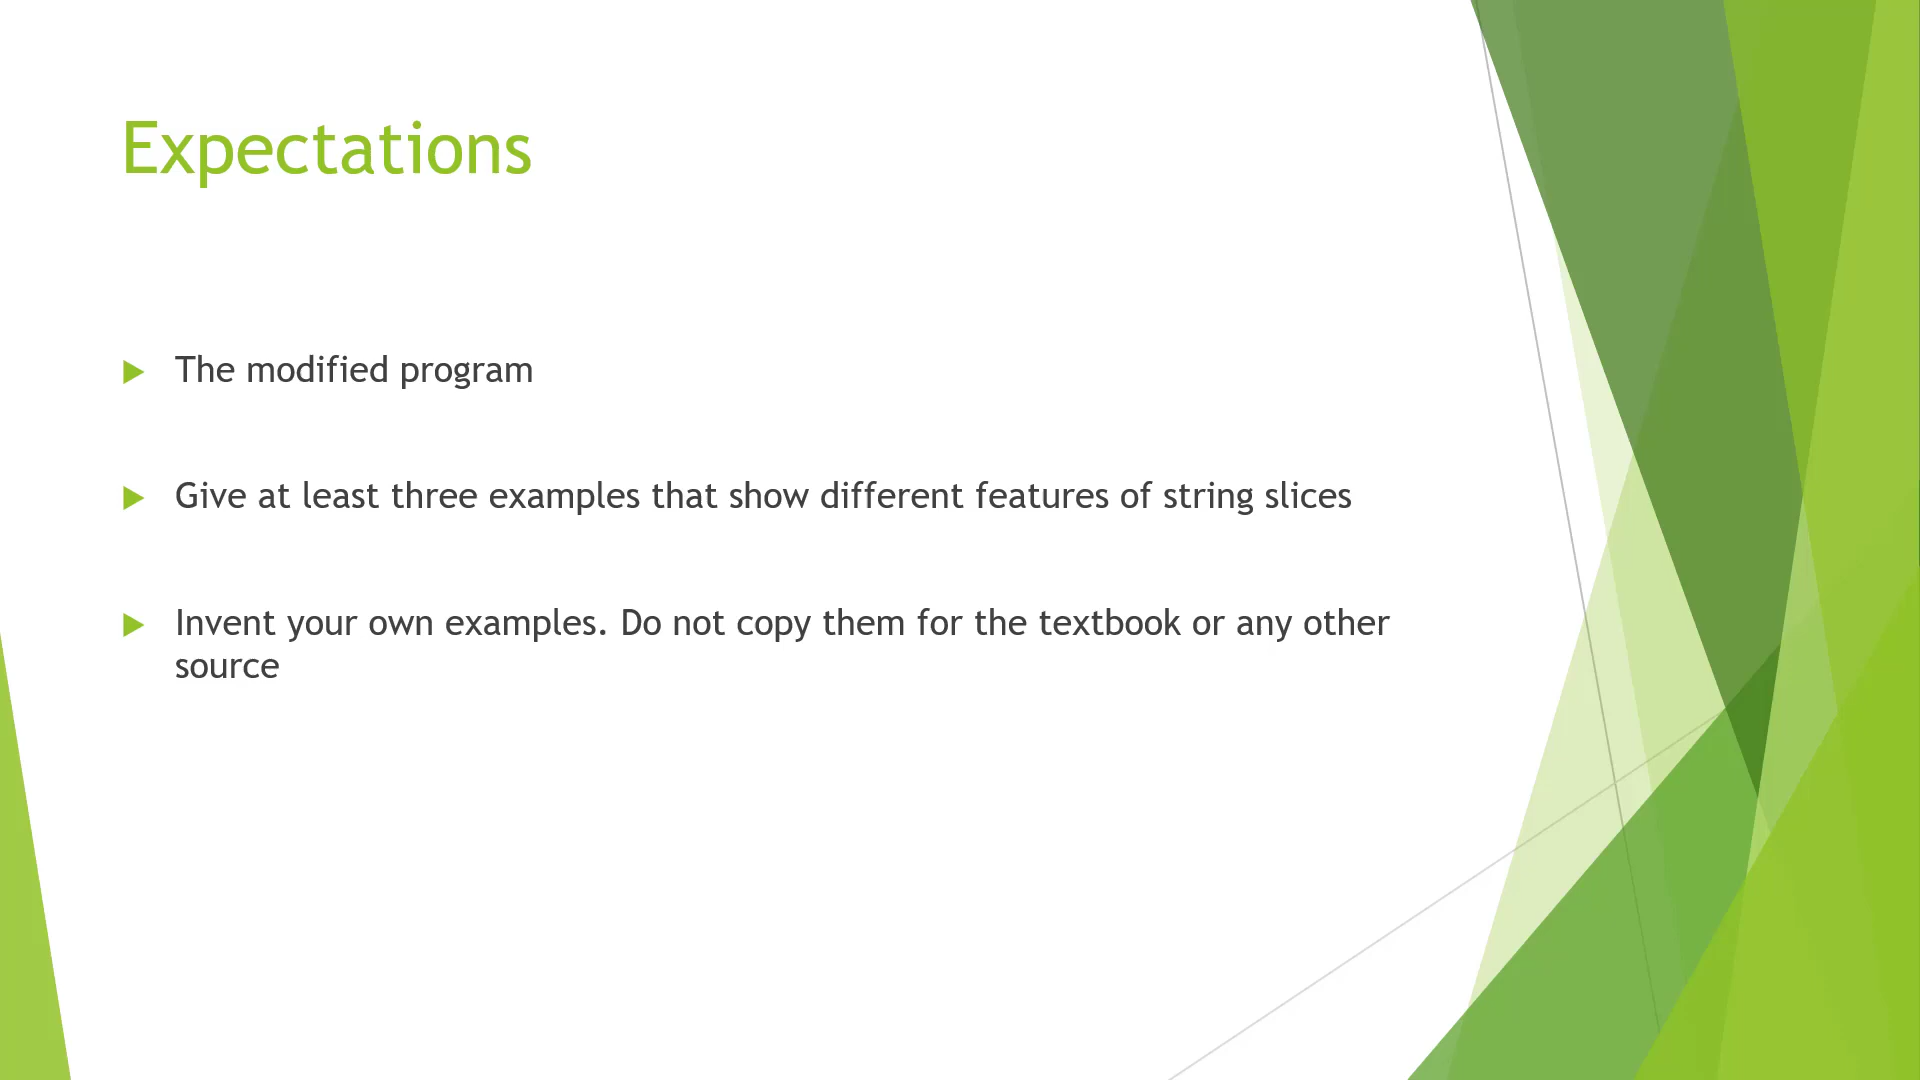 Expectations
The modified program
Give at least three examples that show different features of string slices
Invent your own examples. Do not copy them for the textbook or any other
source